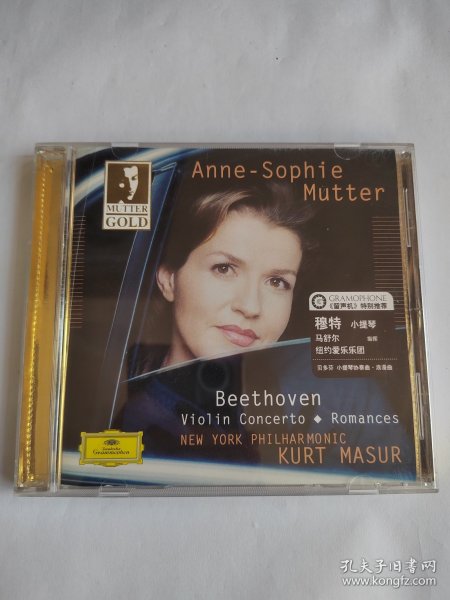 MUTTER
GOLD
Anne-Sophie
Mutter
GRAMOPHONE
《留声机》特别推荐
穆特 小提琴
马舒尔 指挥
纽约爱乐乐团
贝多芬 小提琴协奏曲·浪漫曲
Beethoven
Violin Concerto ◆ Romances
NEW YORK PHILHARMONIC
KURT MASUR
Deutsche
Grammophon
孔夫子旧书网
www.kongfz.com